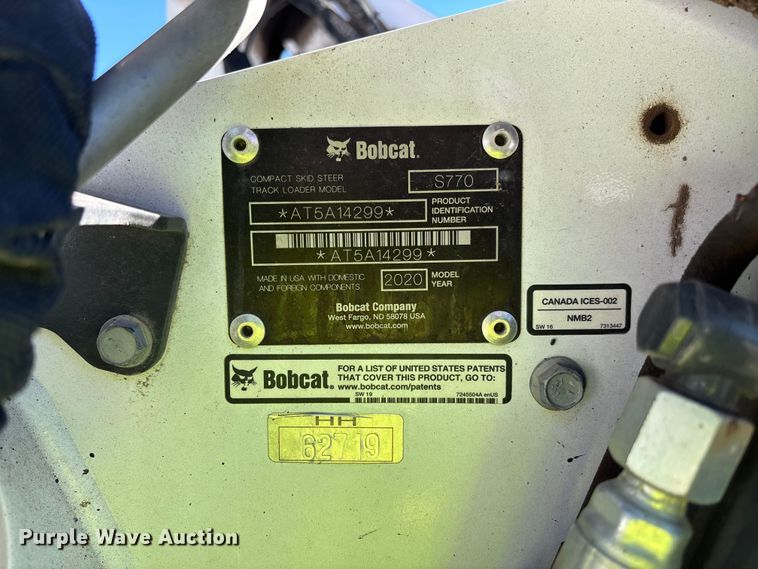 Bobcat.
COMPACT SKID STEER
TRACK LOADER MODEL
S770
*AT5A14299*
PRODUCT
IDENTIFICATION
NUMBER
*AT5A14299*
MADE IN USA WITH DOMESTIC
AND FOREIGN COMPONENTS
2020
MODEL
YEAR
Bobcat Company
West Fargo, ND 58078 USA
www.bobcat.com
CANADA ICES-002
NMB2
SW 16 7313447
Bobcat.
FOR A LIST OF UNITED STATES PATENTS
THAT COVER THIS PRODUCT, GO TO:
www.bobcat.com/patents
SW 19 7245504A enUS
HH
62719
Purple Wave Auction